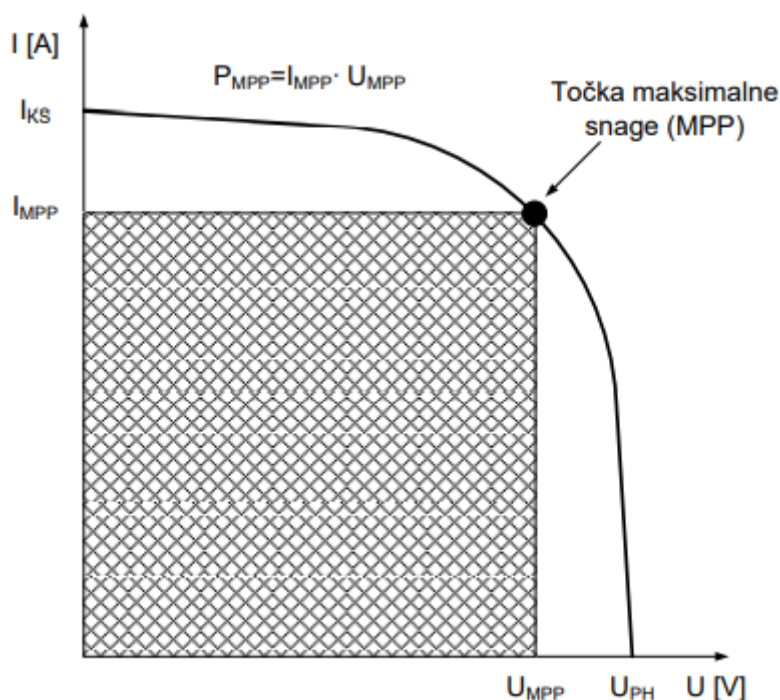 I [A]
P_MPP=I_MPP· U_MPP
Točka maksimalne
snage (MPP)
I_KS
I_MPP
U_MPP
U_PH
U [V]